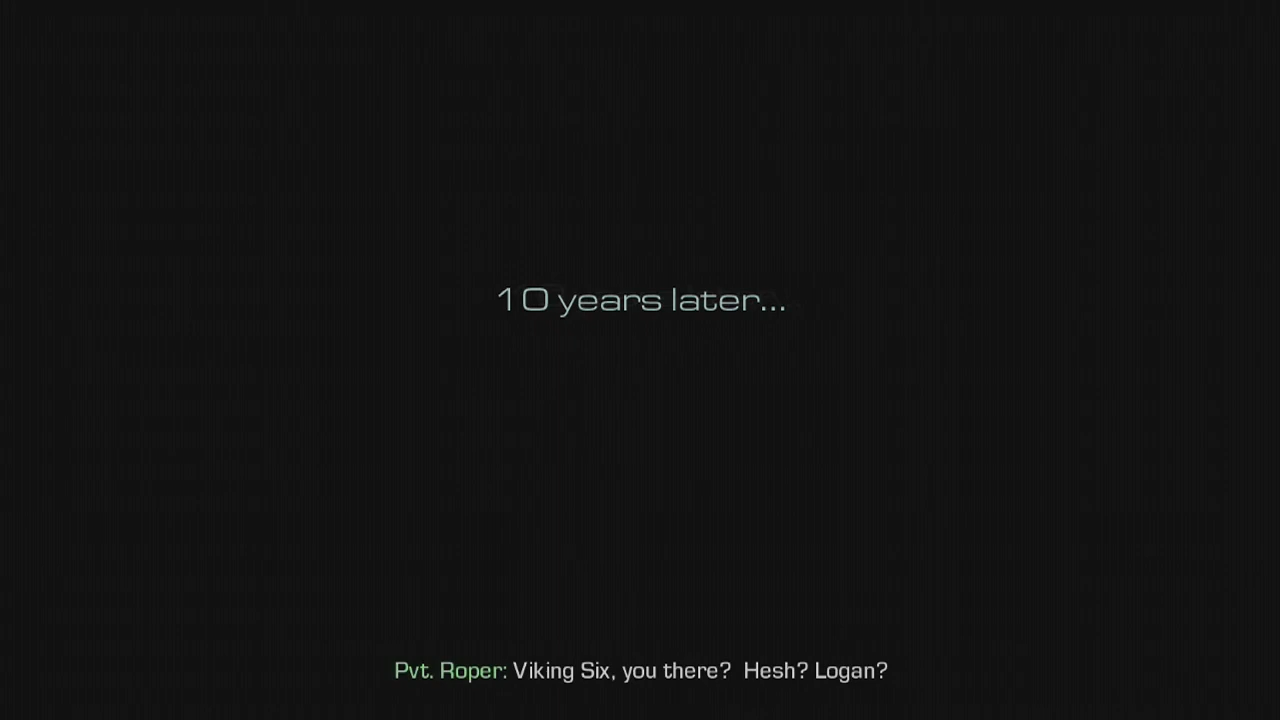 10 years later...
Pvt. Roper: Viking Six, you there?  Hesh? Logan?